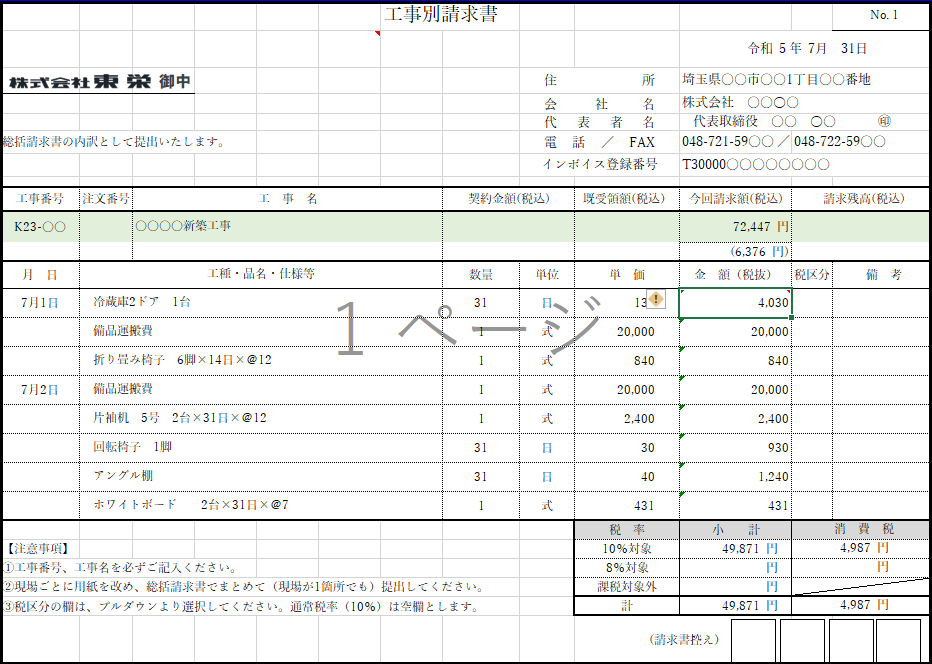 工事別請求書
No. 1
令和 5 年 7月 31日
株式会社 東 栄 御中
住 所 埼玉県〇〇市〇〇1丁目〇〇番地
会 社 名 株式会社 〇〇〇〇
代 表 者 名 代表取締役 〇〇 〇〇 ㊞
総括請求書の内訳として提出いたします。
電 話 ／ FAX 048-721-59〇〇 ／ 048-722-59〇〇
インボイス登録番号 T30000〇〇〇〇〇〇〇〇
工事番号 注文番号 工 事 名 契約金額(税込) 既受領額(税込) 今回請求額(税込) 請求残高(税込)
K23-〇〇 〇〇〇〇新築工事 72,447 円
(6,376 円)
月 日 工種・品名・仕様等 数量 単位 単 価 金 額（税抜） 税区分 備 考
7月1日 冷蔵庫2ドア 1台 31 日 13 4,030
備品運搬費 1 式 20,000 20,000
折り畳み椅子 6脚×14日×@12 1 式 840 840
7月2日 備品運搬費 1 式 20,000 20,000
片袖机 5号 2台×31日×@12 1 式 2,400 2,400
回転椅子 1脚 31 日 30 930
アングル棚 31 日 40 1,240
ホワイトボード 2台×31日×@7 1 式 431 431
1 ページ
税 率 小 計 消 費 税
【注意事項】 10%対象 49,871 円 4,987 円
①工事番号、工事名を必ずご記入ください。 8%対象 円 円
②現場ごとに用紙を改め、総括請求書でまとめて（現場が1箇所でも）提出してください。 課税対象外 円
③税区分の欄は、プルダウンより選択してください。通常税率（10%）は空欄とします。 計 49,871 円 4,987 円
（請求書控え）